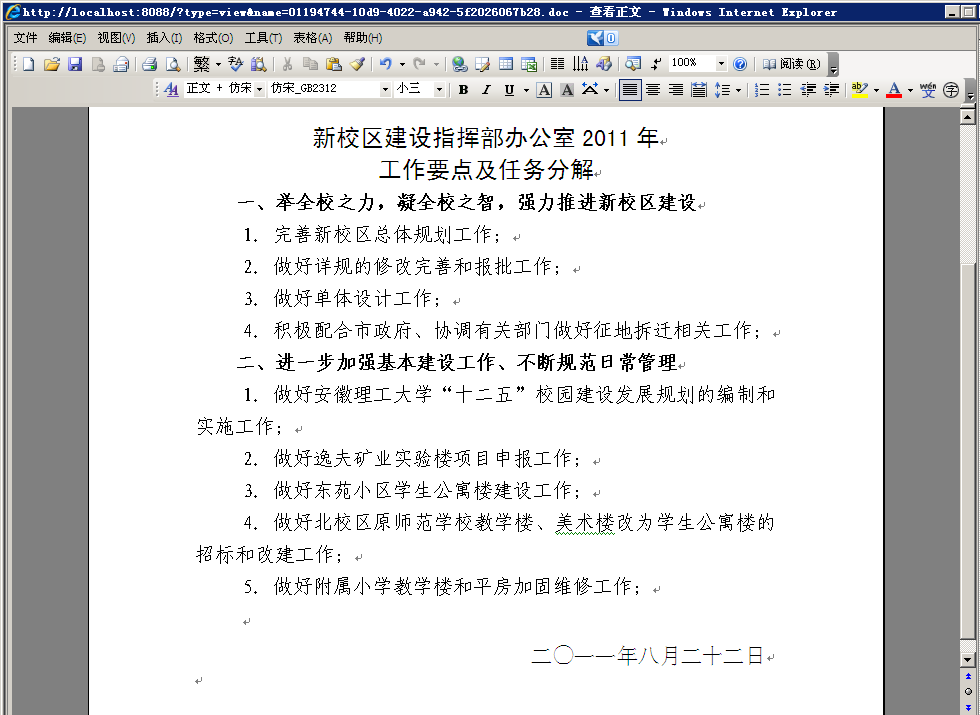 http://localhost:8088/?type=view&name=01194744-10d9-4022-a942-5f2026067b28.doc - 查看正文 - Windows Internet Explorer
文件 编辑(E) 视图(V) 插入(I) 格式(O) 工具(T) 表格(A) 帮助(H)
繁 100% 阅读(R)
正文 + 仿宋 仿宋_GB2312 小三 B I U A A ab A wén 文 字
新校区建设指挥部办公室 2011 年
工作要点及任务分解
一、举全校之力，凝全校之智，强力推进新校区建设
1. 完善新校区总体规划工作；
2. 做好详规的修改完善和报批工作；
3. 做好单体设计工作；
4. 积极配合市政府、协调有关部门做好征地拆迁相关工作；
二、进一步加强基本建设工作、不断规范日常管理
1. 做好安徽理工大学“十二五”校园建设发展规划的编制和
实施工作；
2. 做好逸夫矿业实验楼项目申报工作；
3. 做好东苑小区学生公寓楼建设工作；
4. 做好北校区原师范学校教学楼、美术楼改为学生公寓楼的
招标和改建工作；
5. 做好附属小学教学楼和平房加固维修工作；
二〇一一年八月二十二日